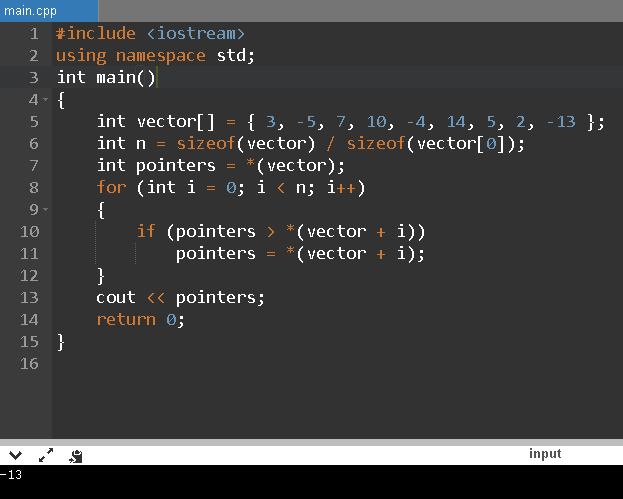 main.cpp
1 #include <iostream>
2 using namespace std;
3 int main()
4 {
5 int vector[] = { 3, -5, 7, 10, -4, 14, 5, 2, -13 };
6 int n = sizeof(vector) / sizeof(vector[0]);
7 int pointers = *(vector);
8 for (int i = 0; i < n; i++)
9 {
10 if (pointers > *(vector + i))
11 pointers = *(vector + i);
12 }
13 cout << pointers;
14 return 0;
15 }
16
input
-13